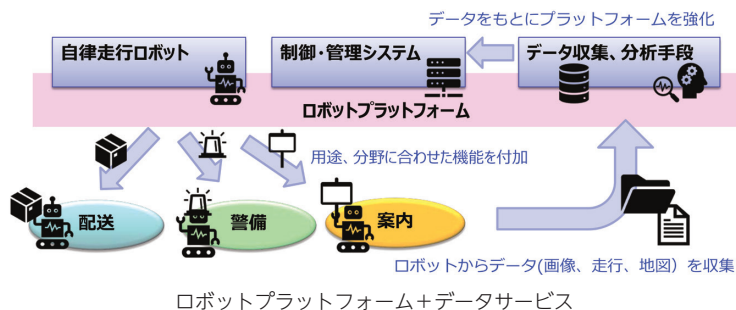 データをもとにプラットフォームを強化
自律走行ロボット
制御・管理システム
データ収集、分析手段
ロボットプラットフォーム
用途、分野に合わせた機能を付加
配送
警備
案内
ロボットからデータ(画像、走行、地図）を収集
ロボットプラットフォーム＋データサービス